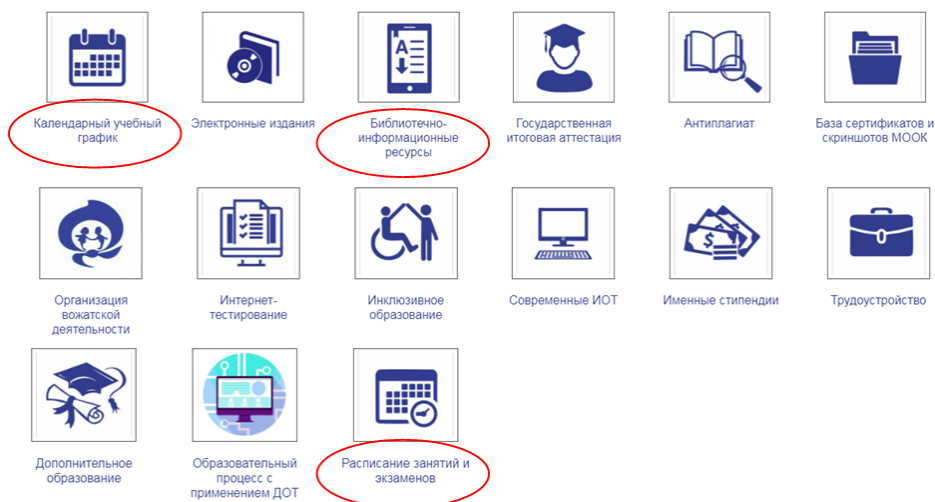 Календарный учебный
график
Электронные издания
Библиотечно-
информационные
ресурсы
Государственная
итоговая аттестация
Антиплагиат
База сертификатов и
скриншотов МООК
Организация
вожатской
деятельности
Интернет-
тестирование
Инклюзивное
образование
Современные ИОТ
Именные стипендии
Трудоустройство
Дополнительное
образование
Образовательный
процесс с
применением ДОТ
Расписание занятий и
экзаменов